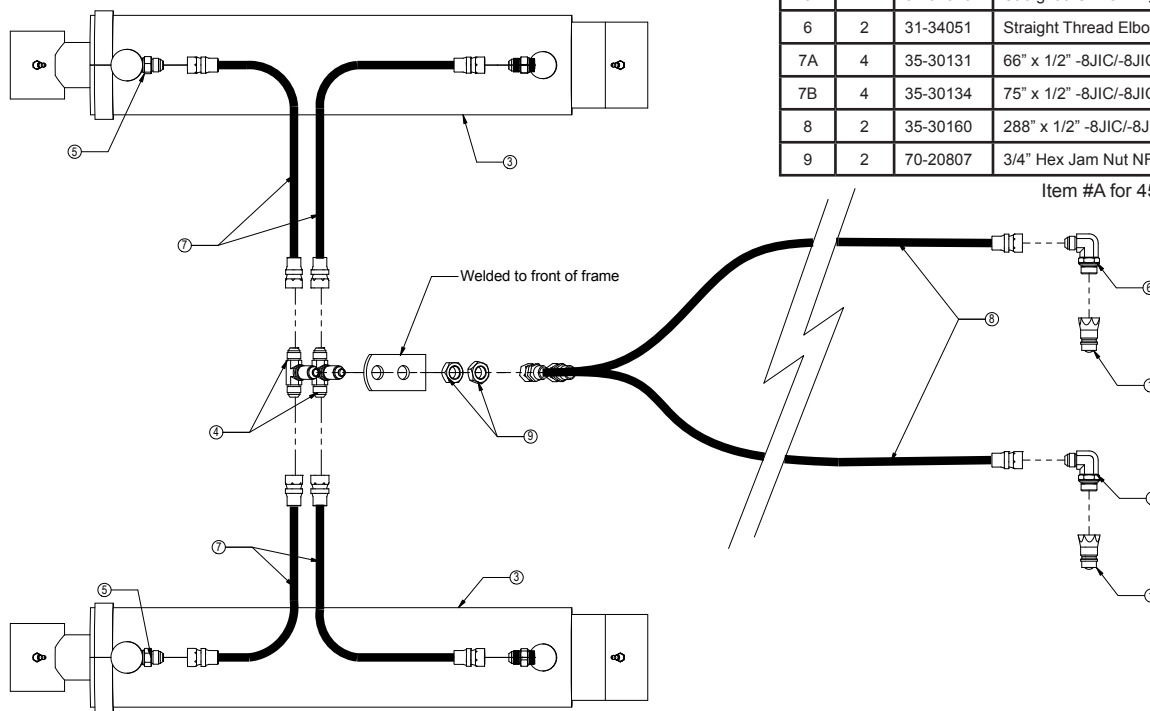 6 2 31-34051 Straight Thread Elbo
7A 4 35-30131 66” x 1/2” -8JIC/-8JIC
7B 4 35-30134 75” x 1/2” -8JIC/-8JIC
8 2 35-30160 288” x 1/2” -8JIC/-8J
9 2 70-20807 3/4” Hex Jam Nut NF
Item #A for 45
5
3
7
Welded to front of frame
6
8
4
9
7
3
5